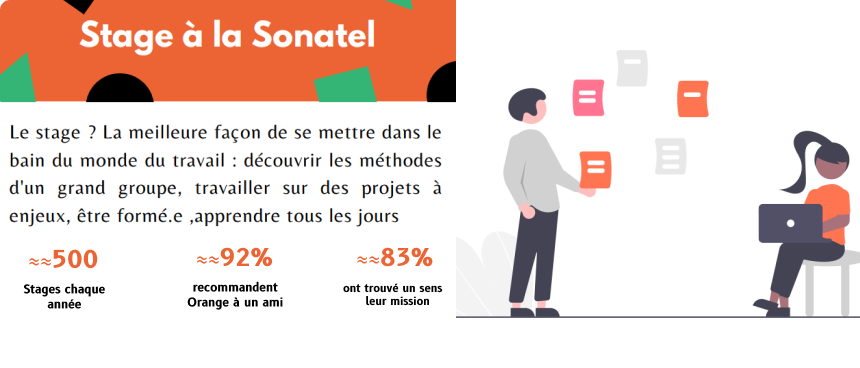 Stage à la Sonatel
Le stage ? La meilleure façon de se mettre dans le
bain du monde du travail : découvrir les méthodes
d'un grand groupe, travailler sur des projets à
enjeux, être formé.e ,apprendre tous les jours
≈≈500
Stages chaque
année
≈≈92%
recommandent
Orange à un ami
≈≈83%
ont trouvé un sens
leur mission